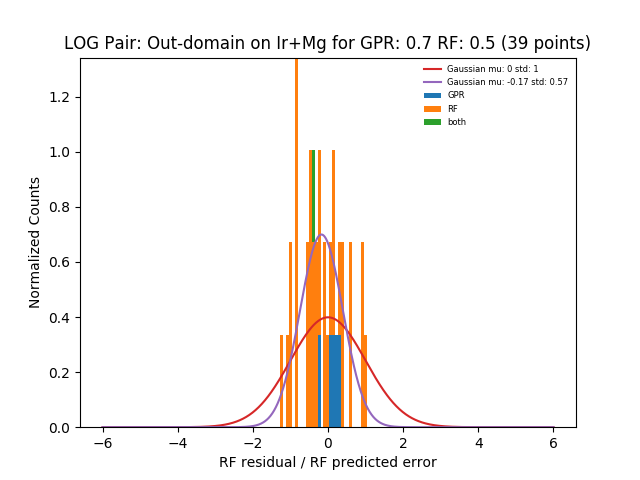 LOG Pair: Out-domain on Ir+Mg for GPR: 0.7 RF: 0.5 (39 points)
Gaussian mu: 0 std: 1
Gaussian mu: -0.17 std: 0.57
GPR
RF
both
Normalized Counts
1.2
1.0
0.8
0.6
0.4
0.2
0.0
−6 −4 −2 0 2 4 6
RF residual / RF predicted error